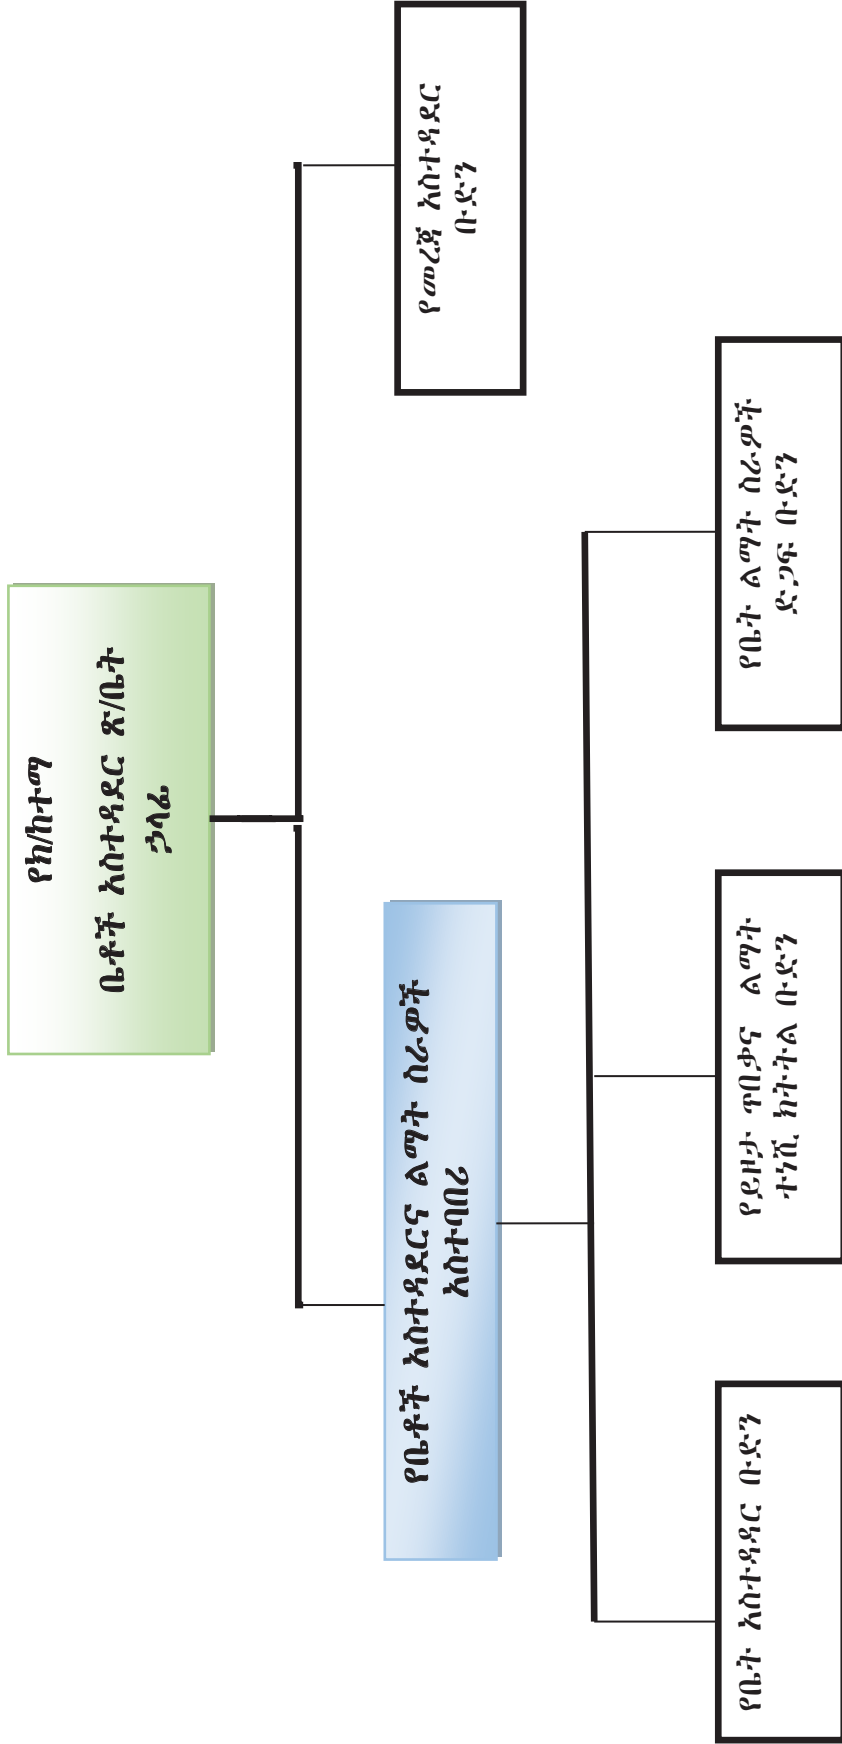 የክ/ከተማ
ቤቶች አስተዳደር ጽ/ቤት
ኃላፊ
የቤቶች አስተዳደርና ልማት ስራዎች
አስተባባሪ
የመረጃ አስተዳደር
ቡድን
የቤት አስተዳዳር ቡድን
የይዞታ ጥበቃና ልማት
ተነሺ ክትትል ቡድን
የቤት ልማት ስራዎች
ድጋፍ ቡድን